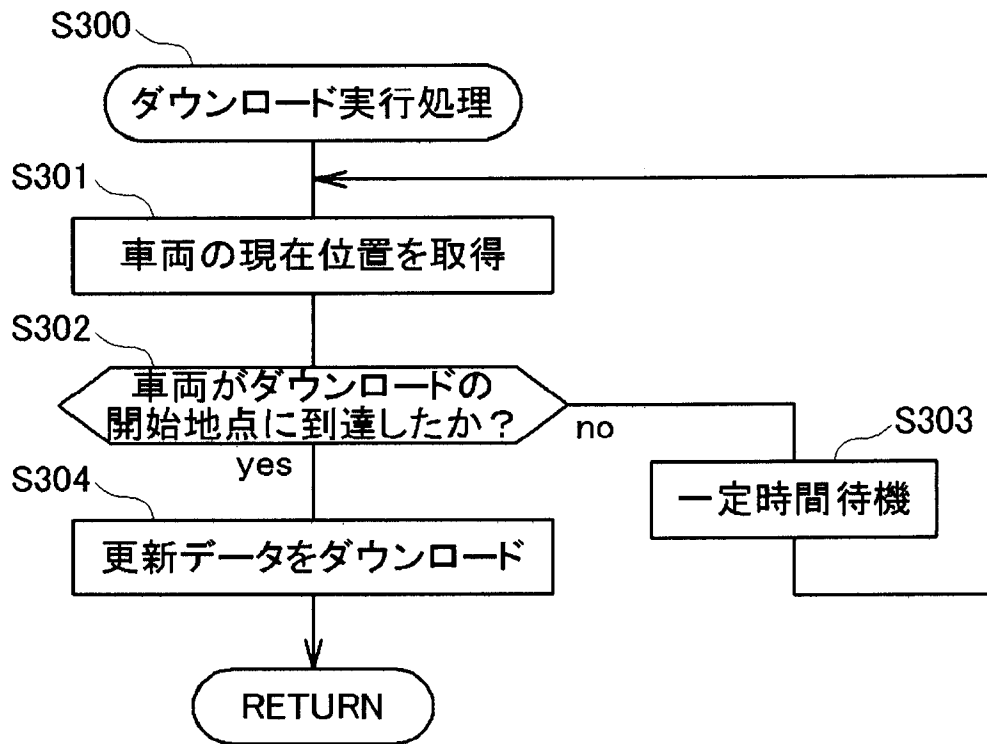 S300
ダウンロード実行処理
S301
車両の現在位置を取得
S302
車両がダウンロードの
開始地点に到達したか？
no
yes
S303
一定時間待機
S304
更新データをダウンロード
RETURN